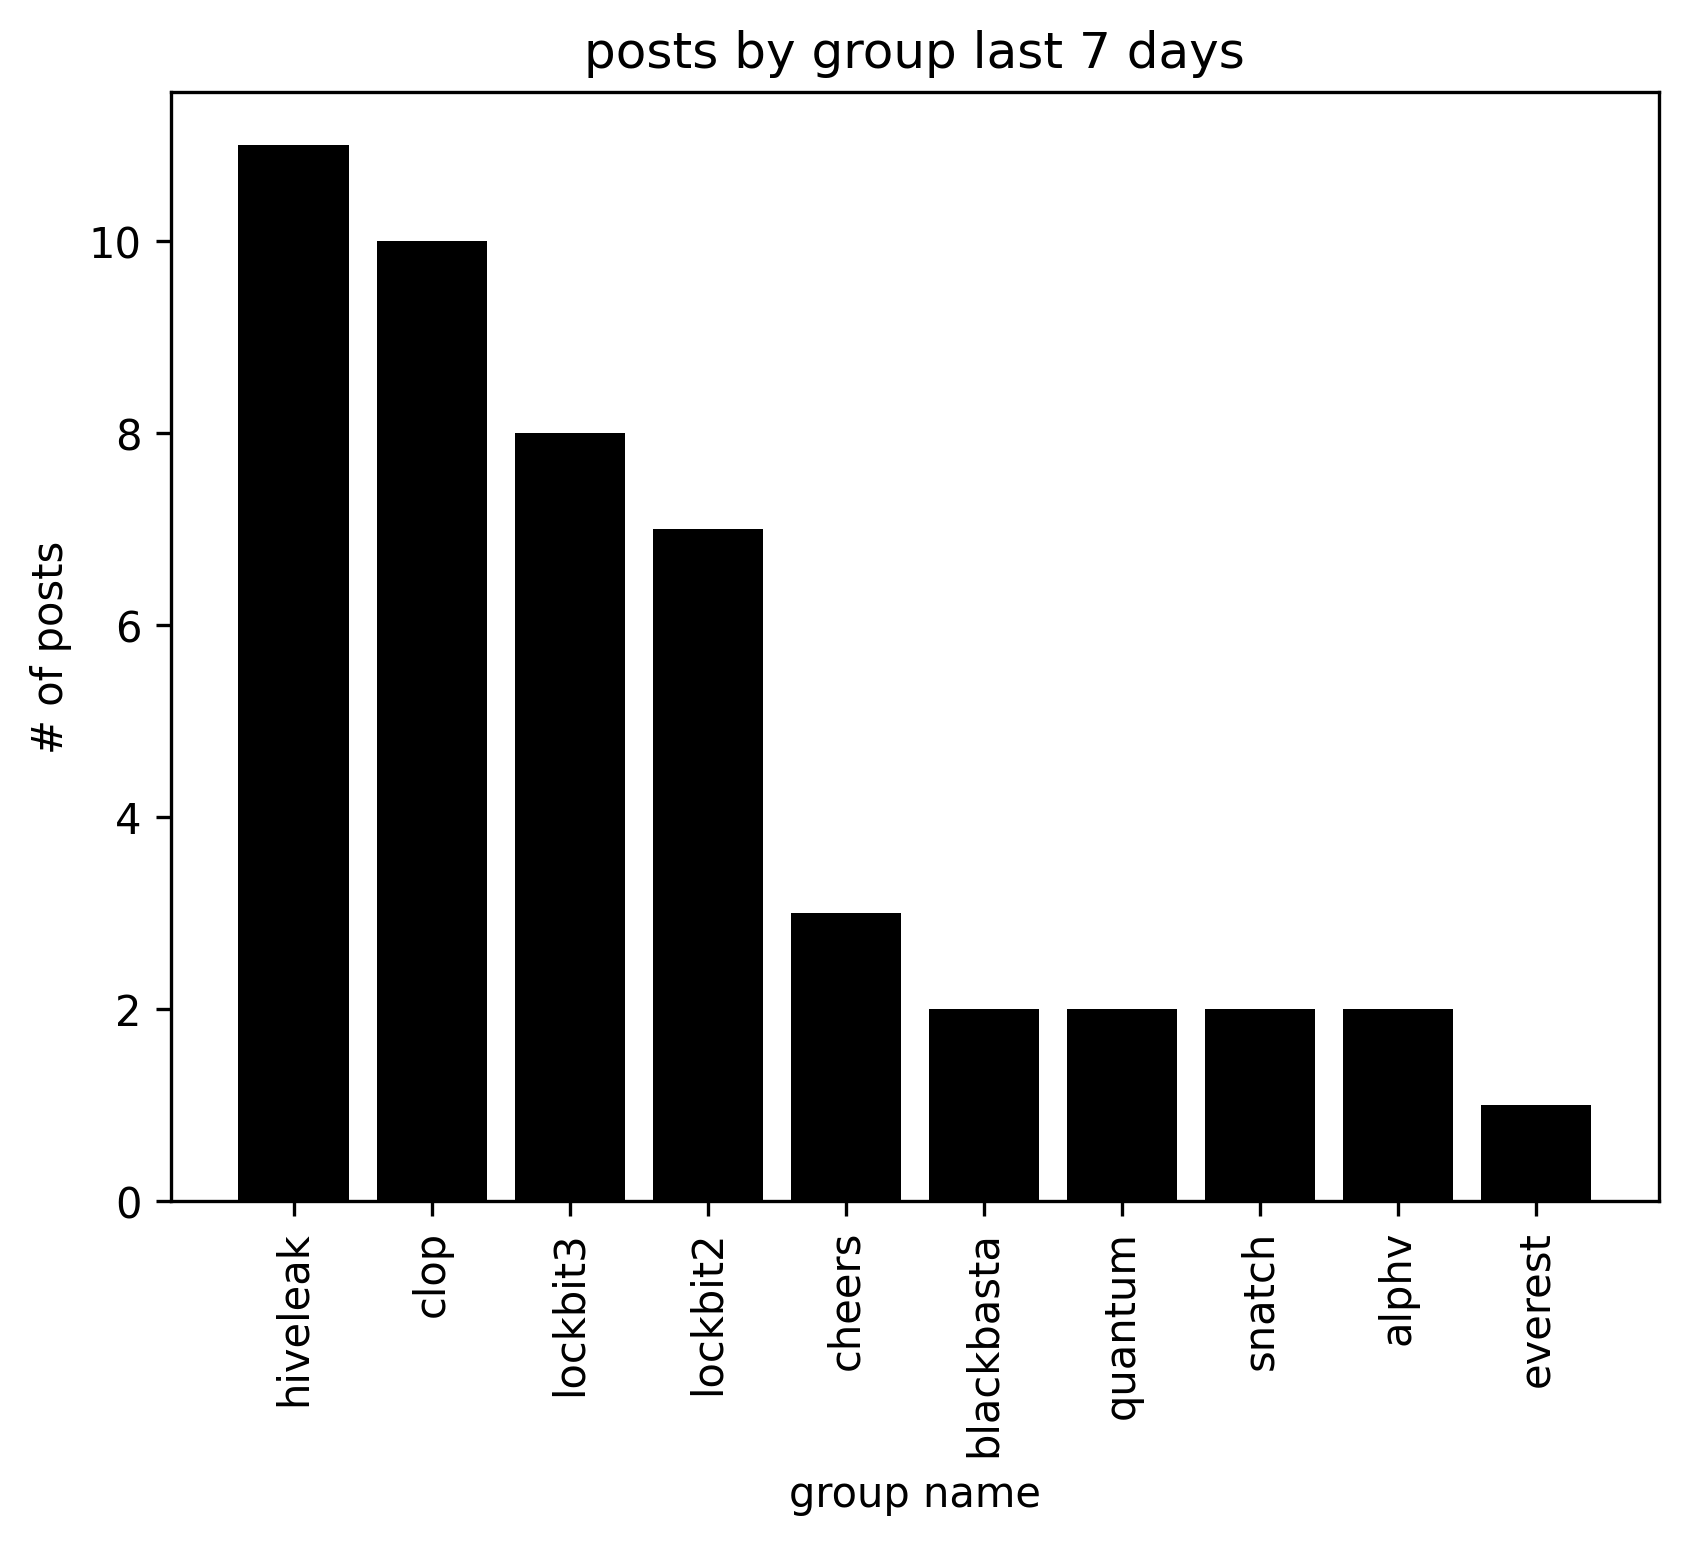 posts by group last 7 days
# of posts
10
8
6
4
2
0
hiveleak
clop
lockbit3
lockbit2
cheers
blackbasta
quantum
snatch
alphv
everest
group name